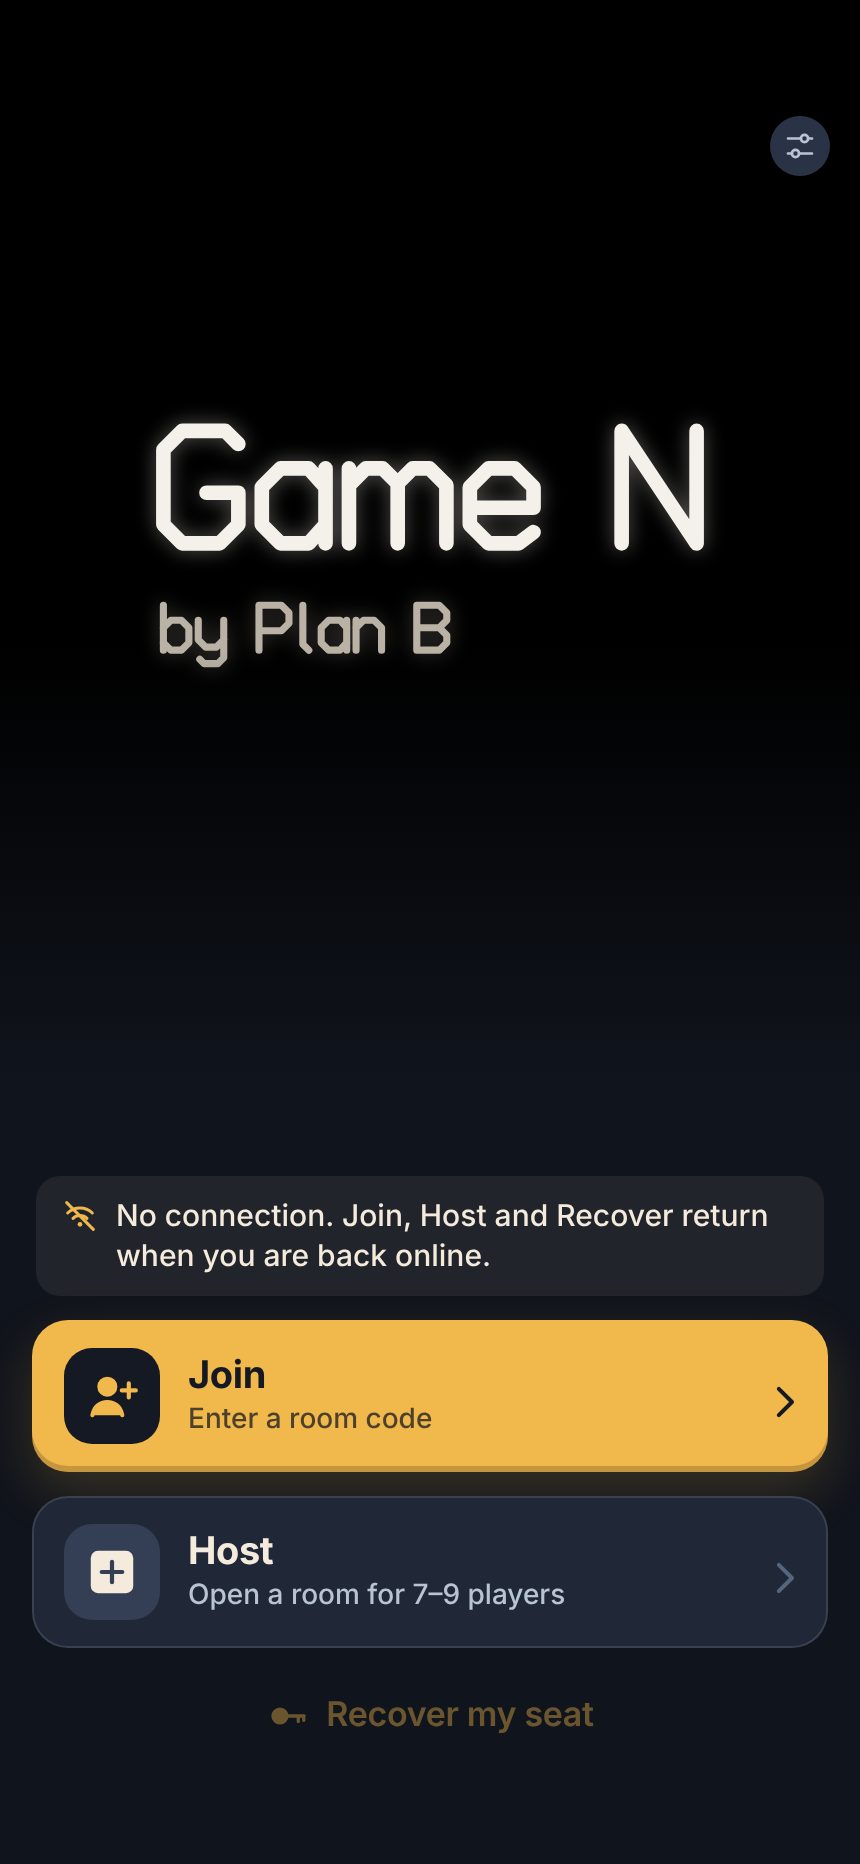 Game N
by Plan B
No connection. Join, Host and Recover return
when you are back online.
Join
Enter a room code
Host
Open a room for 7–9 players
Recover my seat